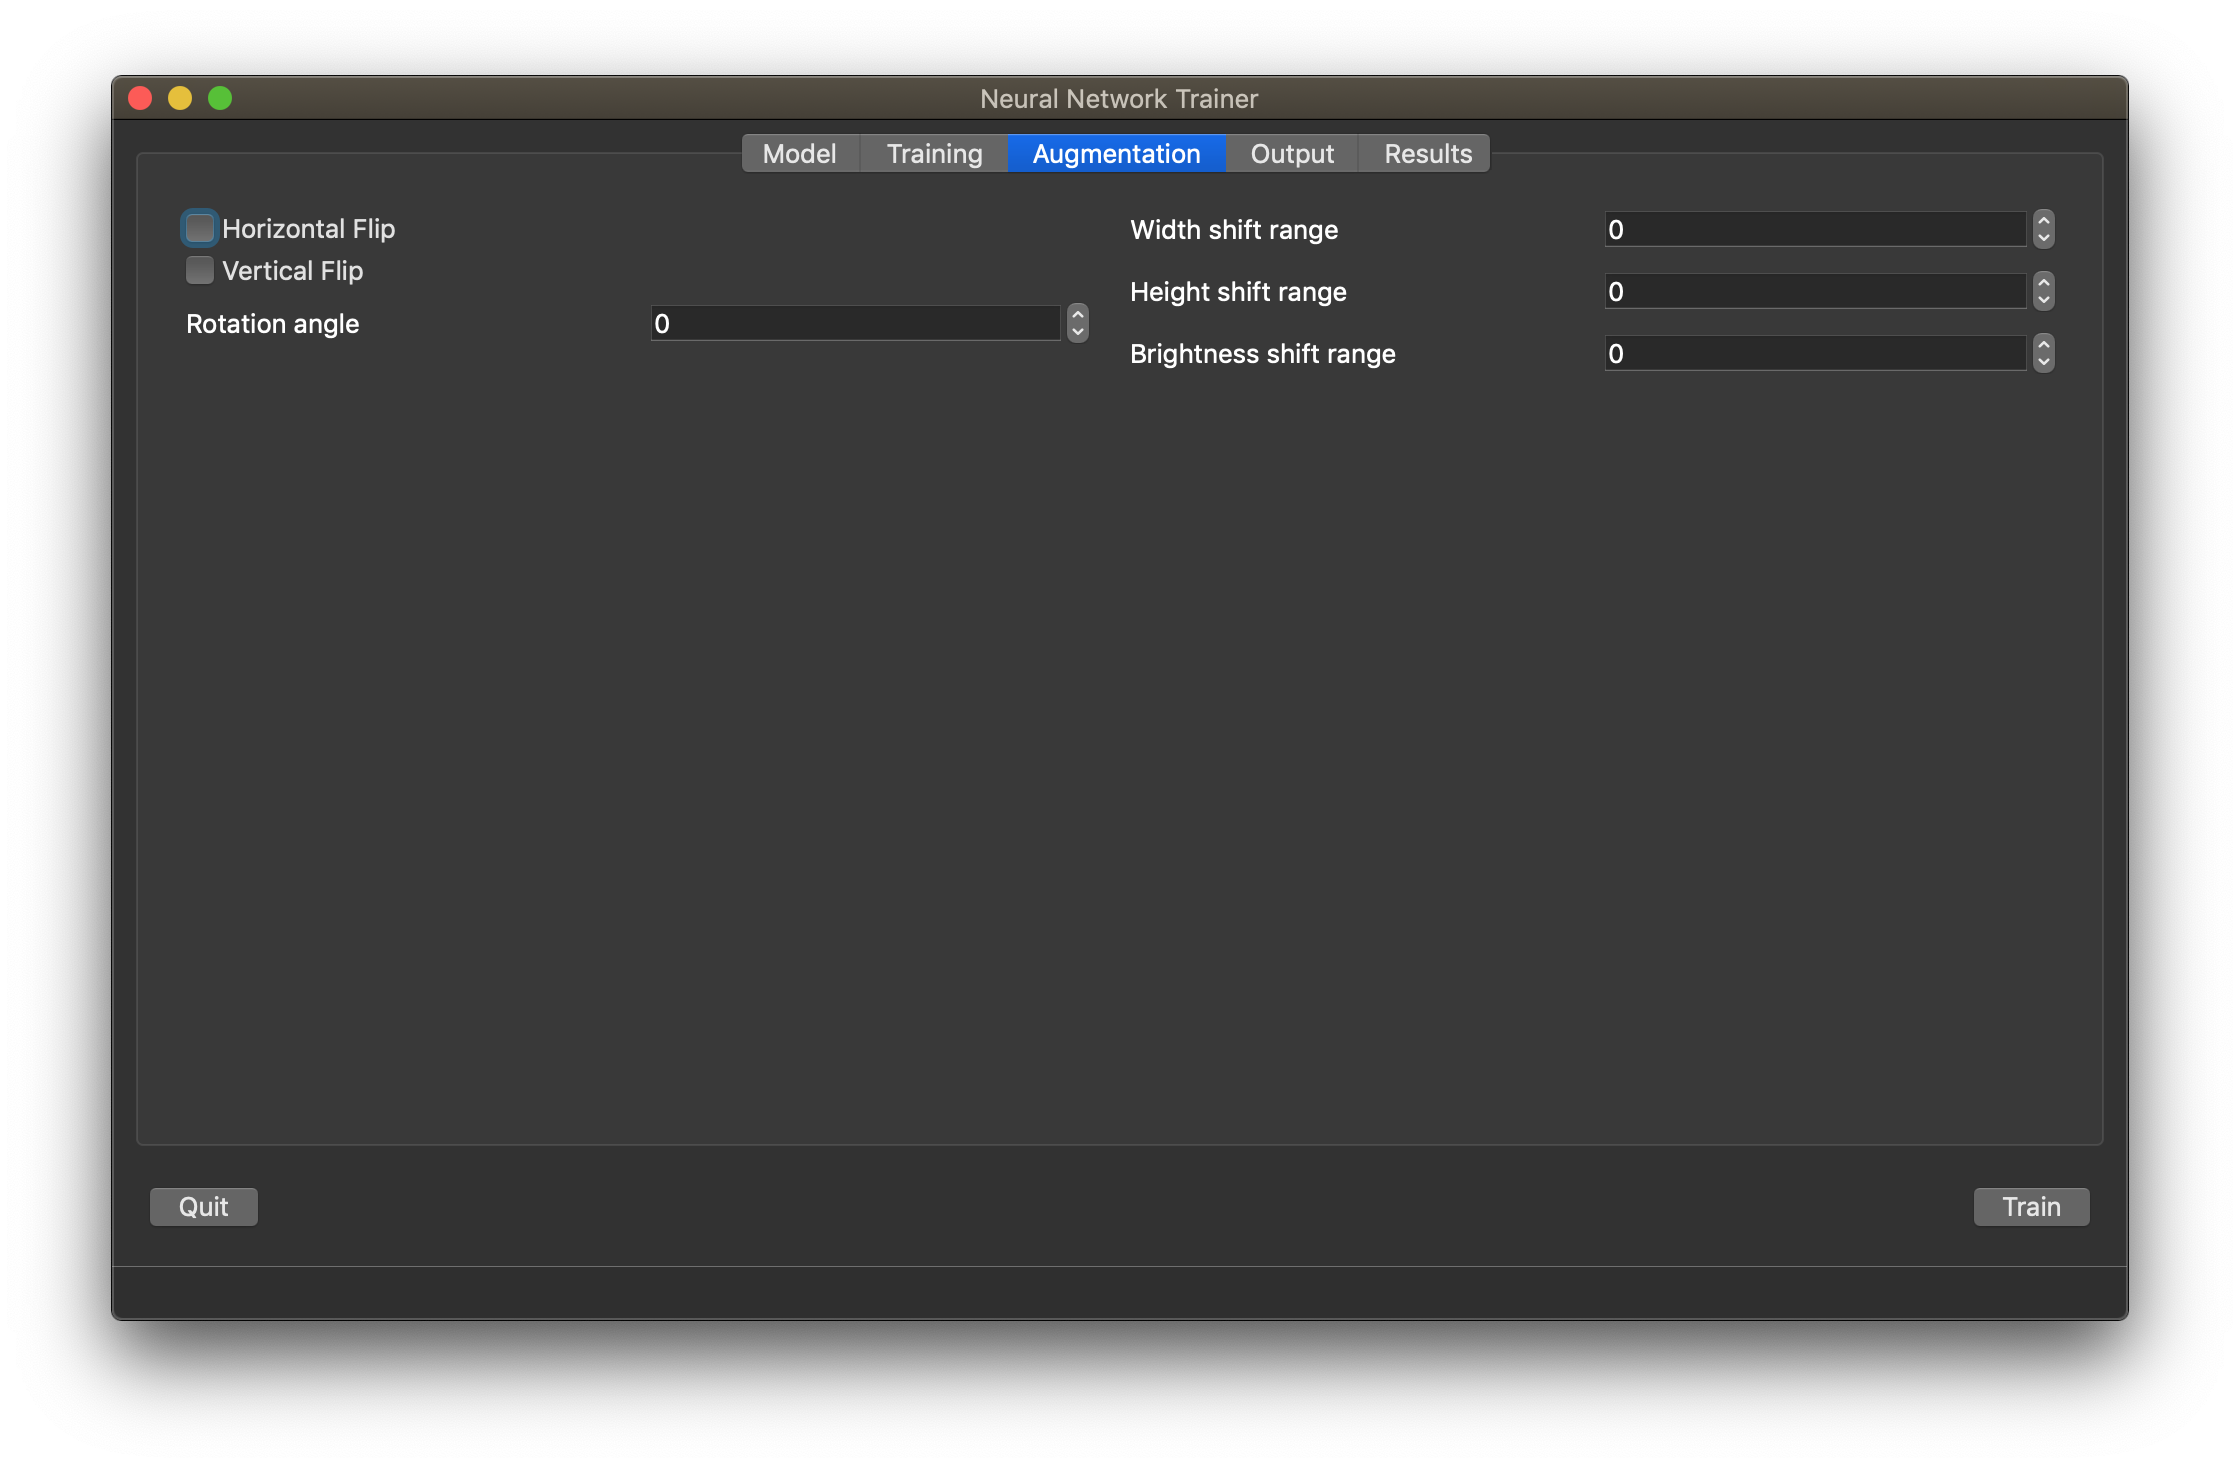 Neural Network Trainer
Model Training Augmentation Output Results
Horizontal Flip
Vertical Flip
Rotation angle 0
Width shift range 0
Height shift range 0
Brightness shift range 0
Quit Train